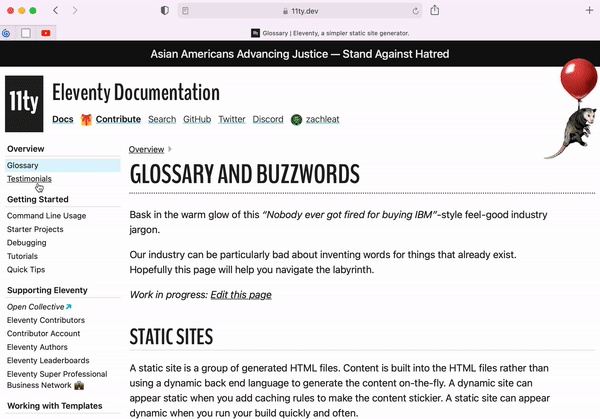 11ty.dev
Glossary | Eleventy, a simpler static site generator.
Asian Americans Advancing Justice — Stand Against Hatred
11ty
Eleventy Documentation
Docs Contribute Search GitHub Twitter Discord zachleat
Overview
Glossary
Testimonials
Getting Started
Command Line Usage
Starter Projects
Debugging
Tutorials
Quick Tips
Supporting Eleventy
Open Collective
Eleventy Contributors
Contributor Account
Eleventy Authors
Eleventy Leaderboards
Eleventy Super Professional
Business Network
Working with Templates
Overview
GLOSSARY AND BUZZWORDS
Bask in the warm glow of this “Nobody ever got fired for buying IBM”-style feel-good industry
jargon.
Our industry can be particularly bad about inventing words for things that already exist.
Hopefully this page will help you navigate the labyrinth.
Work in progress: Edit this page
STATIC SITES
A static site is a group of generated HTML files. Content is built into the HTML files rather than
using a dynamic back end language to generate the content on-the-fly. A dynamic site can
appear static when you add caching rules to make the content stickier. A static site can appear
dynamic when you run your build quickly and often.